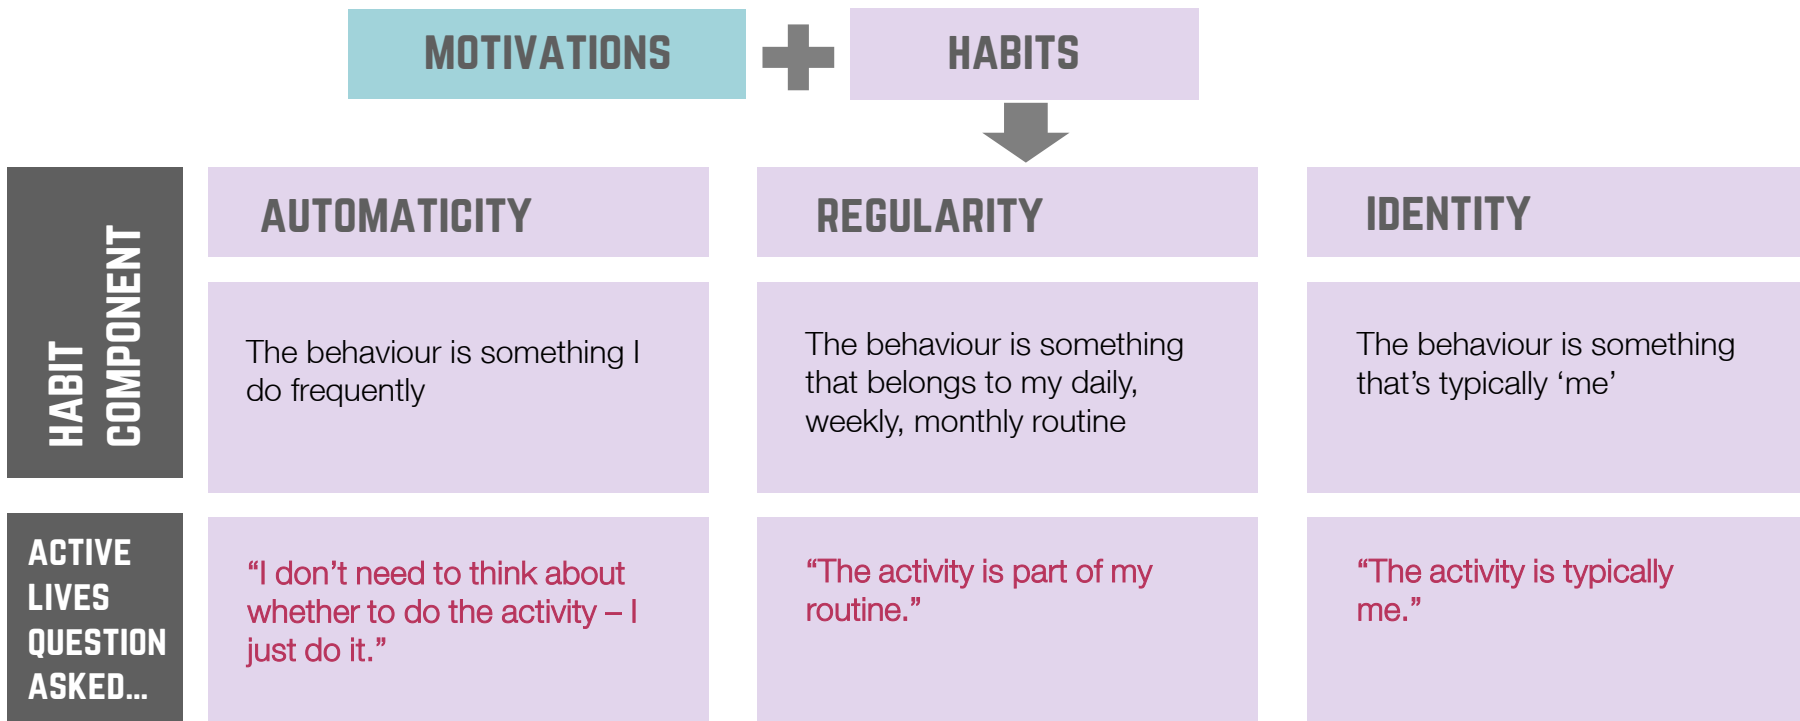 MOTIVATIONS
HABITS
HABIT
COMPONENT
AUTOMATICITY
REGULARITY
IDENTITY
The behaviour is something I
do frequently
The behaviour is something
that belongs to my daily,
weekly, monthly routine
The behaviour is something
that’s typically ‘me’
ACTIVE
LIVES
QUESTION
ASKED...
“I don’t need to think about
whether to do the activity – I
just do it.”
“The activity is part of my
routine.”
“The activity is typically
me.”